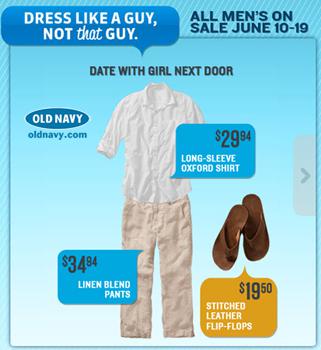 DRESS LIKE A GUY,
NOT that GUY.
ALL MEN'S ON
SALE JUNE 10-19
DATE WITH GIRL NEXT DOOR
OLD NAVY
oldnavy.com
$29.94
LONG-SLEEVE
OXFORD SHIRT
$34.94
LINEN BLEND
PANTS
$19.50
STITCHED
LEATHER
FLIP-FLOPS